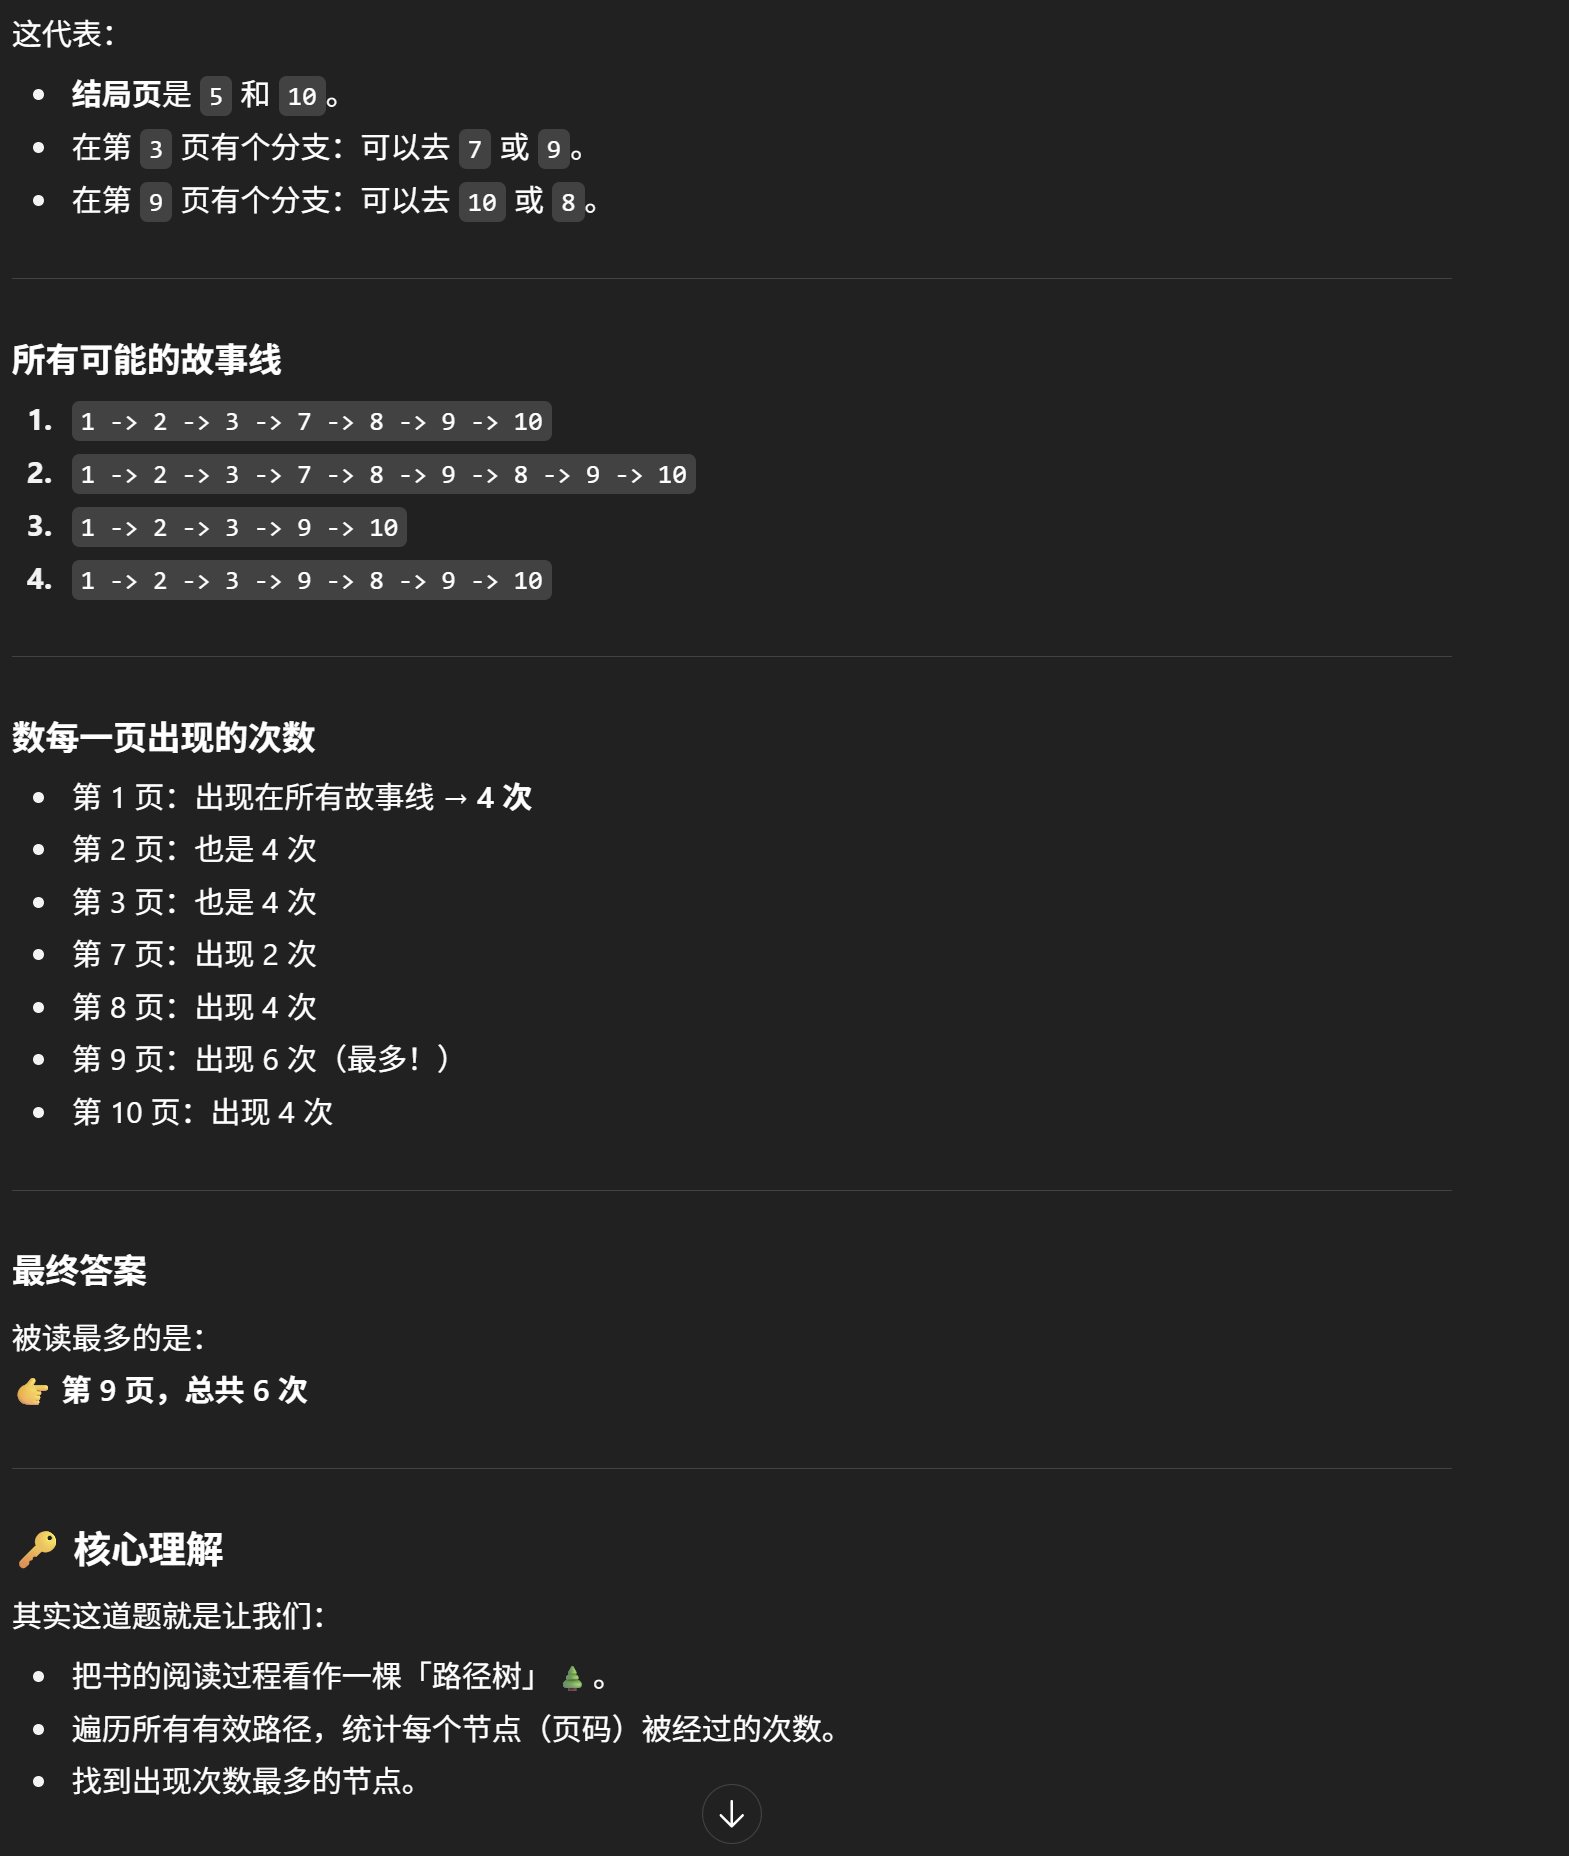 这代表：
结局页是 5 和 10。
在第 3 页有个分支：可以去 7 或 9。
在第 9 页有个分支：可以去 10 或 8。
所有可能的故事线
1. 1 -> 2 -> 3 -> 7 -> 8 -> 9 -> 10
2. 1 -> 2 -> 3 -> 7 -> 8 -> 9 -> 8 -> 9 -> 10
3. 1 -> 2 -> 3 -> 9 -> 10
4. 1 -> 2 -> 3 -> 9 -> 8 -> 9 -> 10
数每一页出现的次数
第 1 页：出现在所有故事线 → 4 次
第 2 页：也是 4 次
第 3 页：也是 4 次
第 7 页：出现 2 次
第 8 页：出现 4 次
第 9 页：出现 6 次（最多！）
第 10 页：出现 4 次
最终答案
被读最多的是：
👉 第 9 页，总共 6 次
🔑 核心理解
其实这道题就是让我们：
把书的阅读过程看作一棵「路径树」🌲。
遍历所有有效路径，统计每个节点（页码）被经过的次数。
找到出现次数最多的节点。